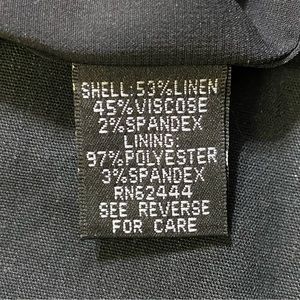 SHELL:53%LINEN
45%VISCOSE
2%SPANDEX
LINING:
97%POLYESTER
3%SPANDEX
RN62444
SEE REVERSE
FOR CARE